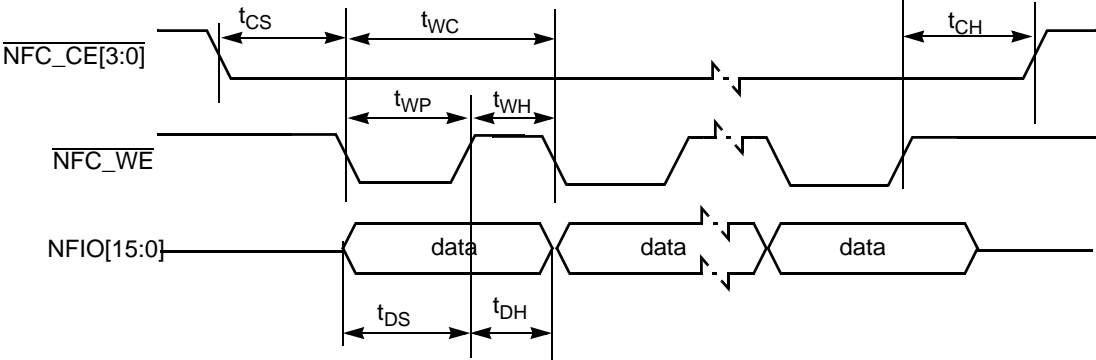 tCS
tWC
tCH
NFC_CE[3:0]
tWP
tWH
NFC_WE
NFIO[15:0]
data
data
data
tDS
tDH